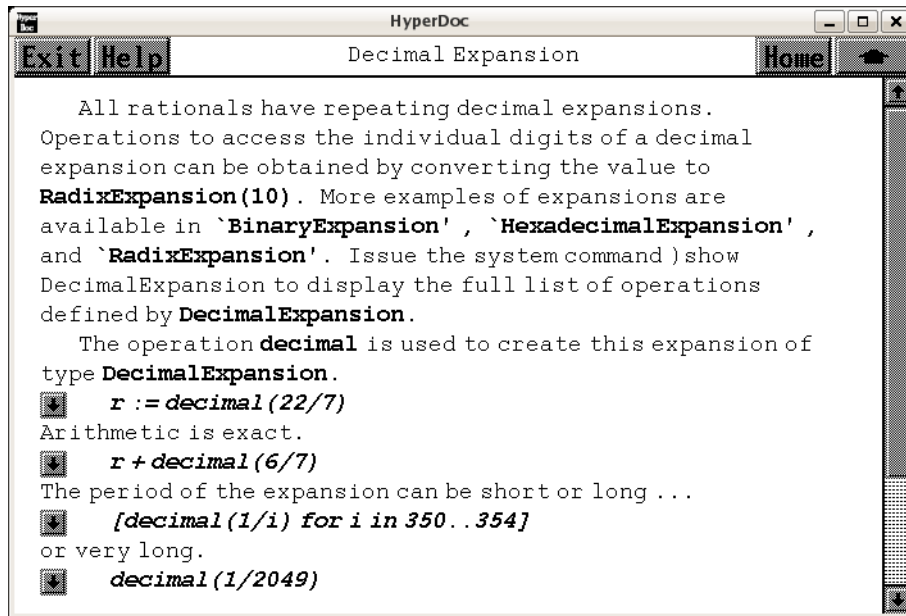 HyperDoc
Exit Help Decimal Expansion Home
All rationals have repeating decimal expansions.
Operations to access the individual digits of a decimal
expansion can be obtained by converting the value to
RadixExpansion(10). More examples of expansions are
available in `BinaryExpansion' , `HexadecimalExpansion' ,
and `RadixExpansion'. Issue the system command )show
DecimalExpansion to display the full list of operations
defined by DecimalExpansion.
The operation decimal is used to create this expansion of
type DecimalExpansion.
r := decimal(22/7)
Arithmetic is exact.
r + decimal(6/7)
The period of the expansion can be short or long ...
[decimal(1/i) for i in 350..354]
or very long.
decimal(1/2049)